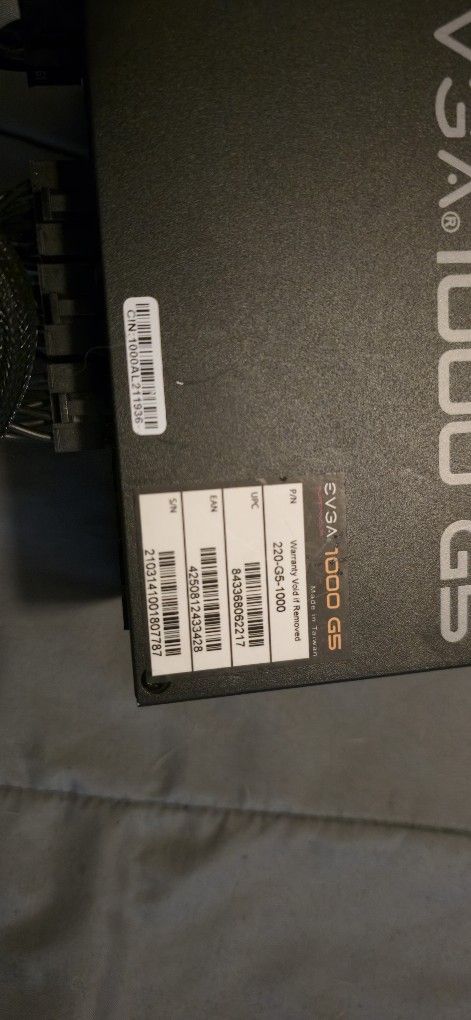 EVGA® 1000 G5
CIN:1000AL211936
EVGA 1000 G5
Made in Taiwan
Warranty Void if Removed
P/N 220-G5-1000
UPC 843368062217
EAN 4250812433428
S/N 2103141001807787